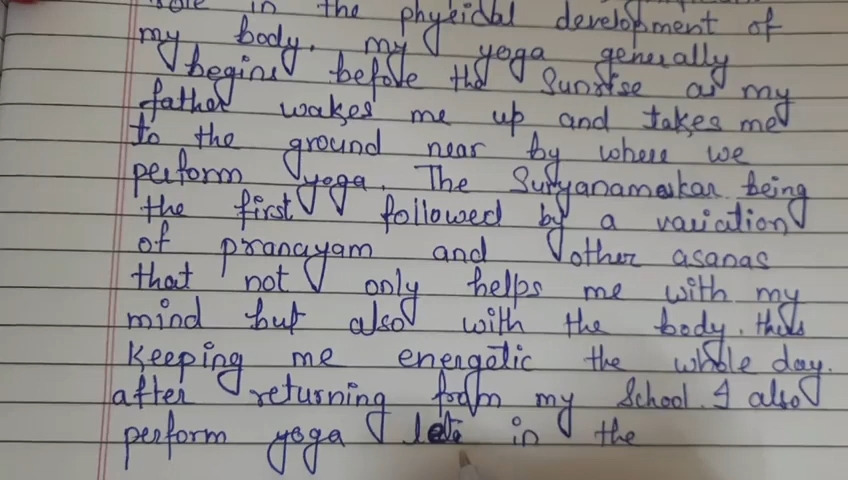 role in the physical development of
my body. my yoga generally
begins before the Sunrise as my
father wakes me up and takes me
to the ground near by where we
perform yoga. The Suryanamaskar being
the first followed by a variation
of pranayam and other asanas
that not only helps me with my
mind but also with the body. thus
Keeping me energetic the whole day.
after returning from my School. I also
perform yoga in the